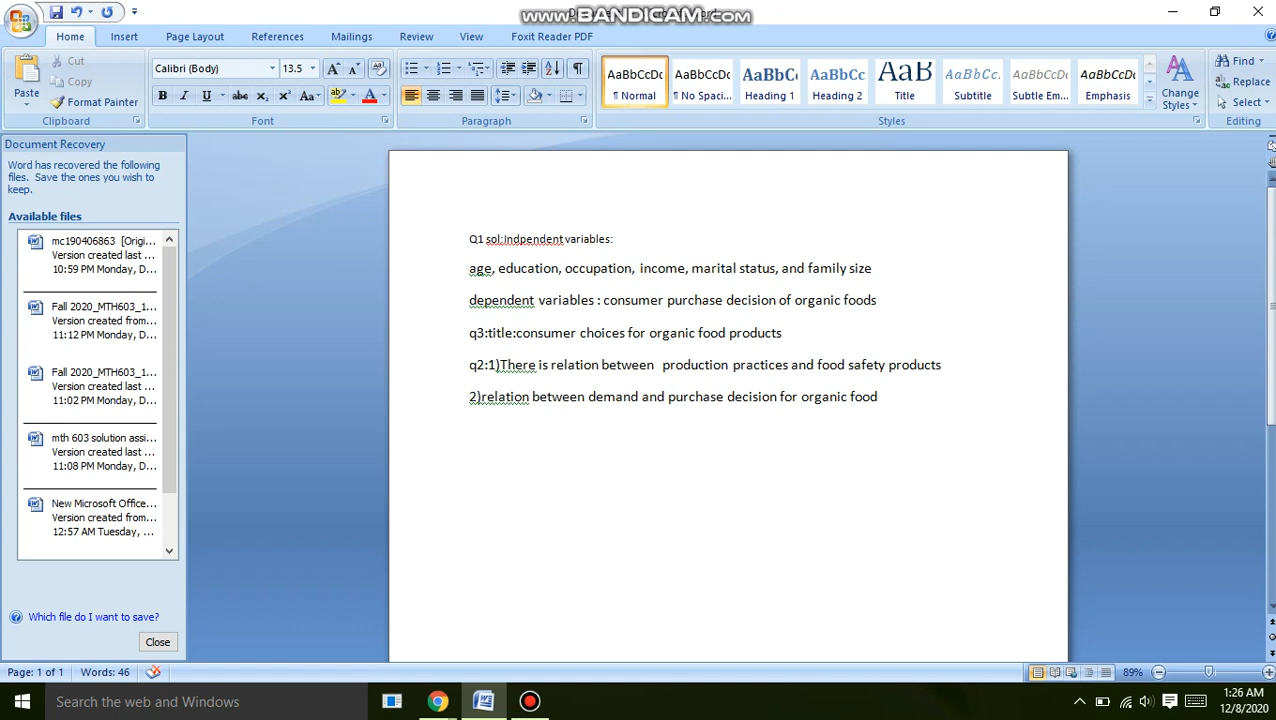 www.BANDICAM.com
Home Insert Page Layout References Mailings Review View Foxit Reader PDF
Cut
Copy
Paste
Format Painter
Clipboard
Calibri (Body) 13.5
Font
Paragraph
AaBbCcDc AaBbCcDc AaBbCc AaBbCc AaB AaBbCc. AaBbCcDc AaBbCcDc
¶ Normal ¶ No Spaci... Heading 1 Heading 2 Title Subtitle Subtle Em... Emphasis
Change
Styles
Styles
Find
Replace
Select
Editing
Document Recovery
Word has recovered the following
files. Save the ones you wish to
keep.
Available files
mc190406863 [Origi...
Version created last ...
10:59 PM Monday, D...
Fall 2020_MTH603_1...
Version created from...
11:12 PM Monday, D...
Fall 2020_MTH603_1...
Version created last ...
11:02 PM Monday, D...
mth 603 solution assi...
Version created last ...
11:08 PM Monday, D...
New Microsoft Office...
Version created from...
12:57 AM Tuesday, ...
Which file do I want to save?
Close
Q1 sol:Indpendent variables:
age, education, occupation, income, marital status, and family size
dependent variables : consumer purchase decision of organic foods
q3:title:consumer choices for organic food products
q2:1)There is relation between production practices and food safety products
2)relation between demand and purchase decision for organic food
Page: 1 of 1 Words: 46 89%
Search the web and Windows
1:26 AM
12/8/2020